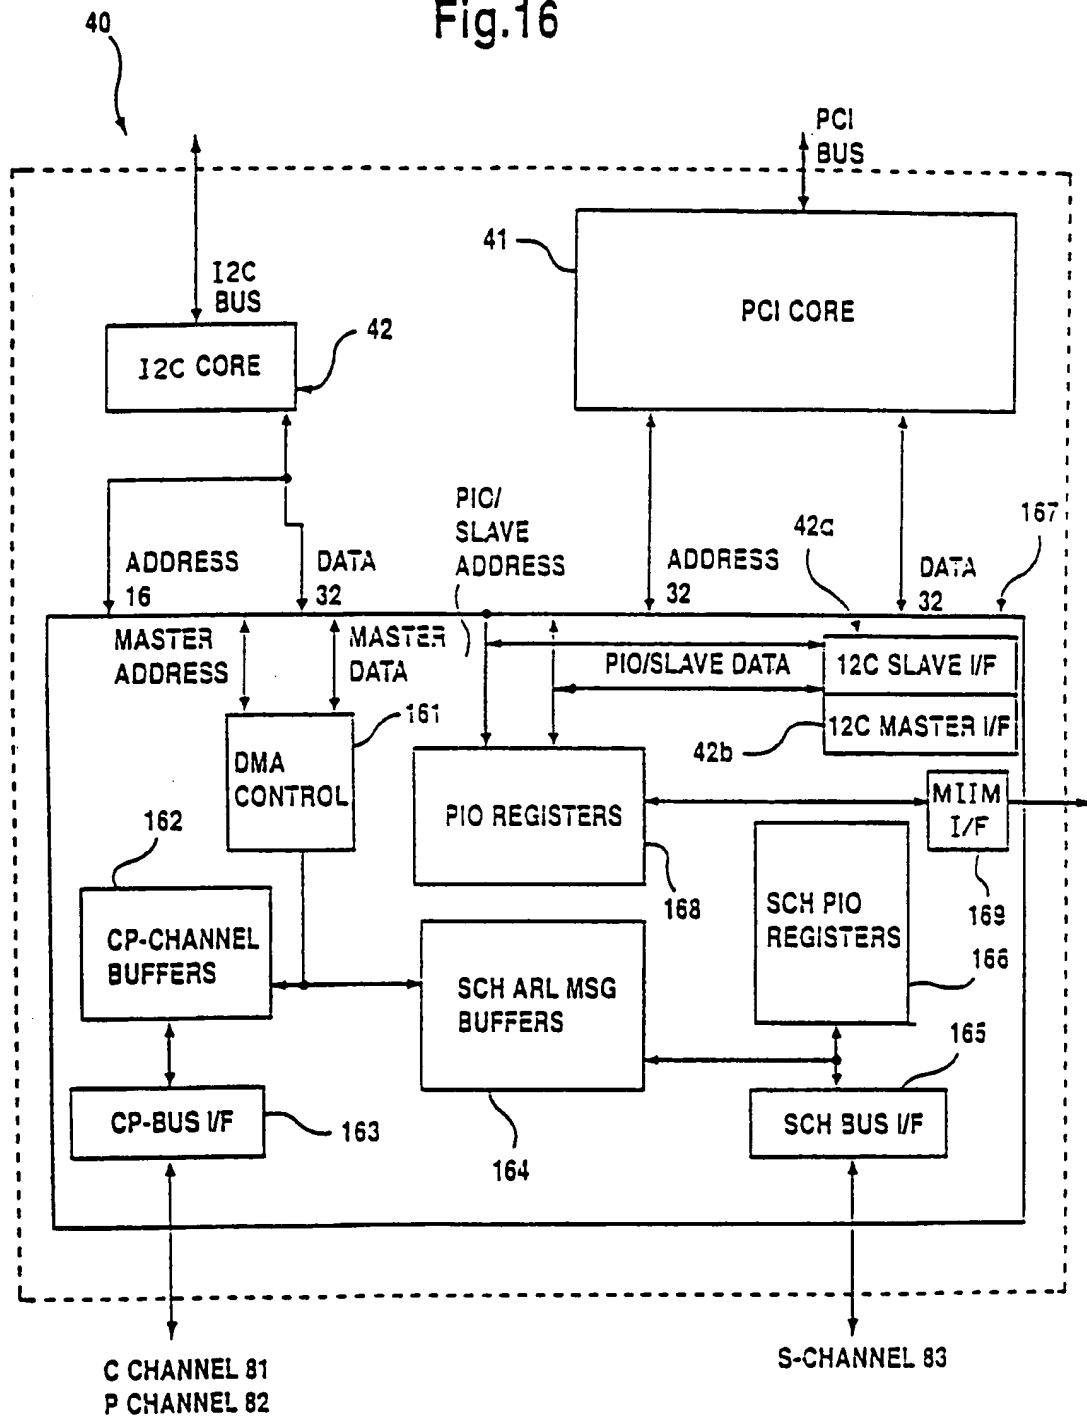 Fig.16
40
PCI
BUS
41
I2C
BUS
PCI CORE
42
I2C CORE
PIO/
SLAVE
ADDRESS
42a
167
ADDRESS
16
DATA
32
ADDRESS
32
DATA
32
MASTER
ADDRESS
MASTER
DATA
PIO/SLAVE DATA
12C SLAVE I/F
12C MASTER I/F
161
42b
DMA
CONTROL
PIO REGISTERS
MIIM
I/F
162
168
169
SCH PIO
REGISTERS
CP-CHANNEL
BUFFERS
166
SCH ARL MSG
BUFFERS
165
CP-BUS I/F
163
SCH BUS I/F
164
C CHANNEL 81
P CHANNEL 82
S-CHANNEL 83